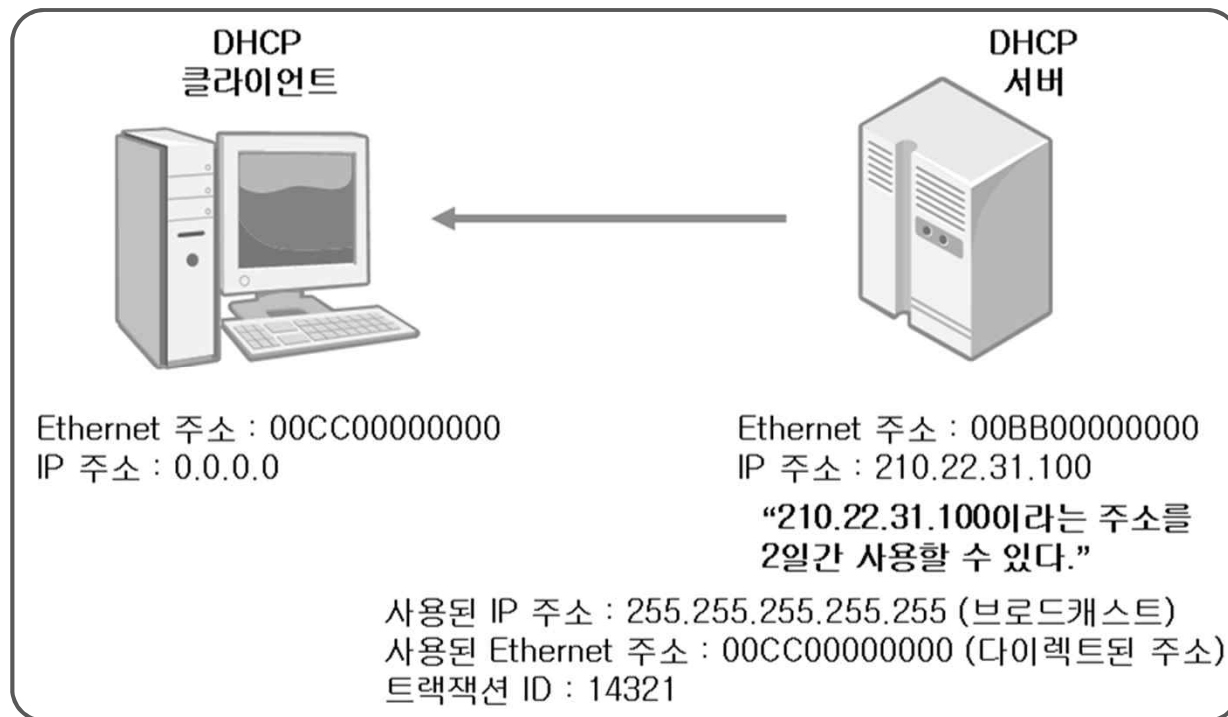 DHCP
클라이언트
DHCP
서버
Ethernet 주소 : 00CC00000000
IP 주소 : 0.0.0.0
Ethernet 주소 : 00BB00000000
IP 주소 : 210.22.31.100
“210.22.31.100이라는 주소를
2일간 사용할 수 있다.”
사용된 IP 주소 : 255.255.255.255.255 (브로드캐스트)
사용된 Ethernet 주소 : 00CC00000000 (다이렉트된 주소)
트랙잭션 ID : 14321